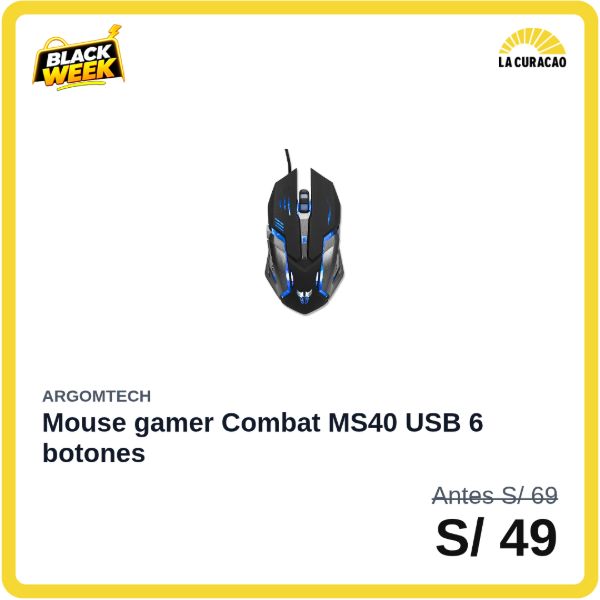 BLACK
WEEK
LA CURACAO
ARGOMTECH
Mouse gamer Combat MS40 USB 6
botones
Antes S/ 69
S/ 49